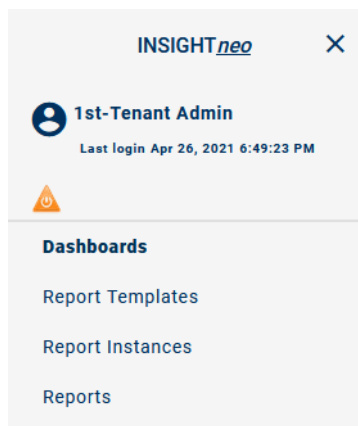 INSIGHTneo
1st-Tenant Admin
Last login Apr 26, 2021 6:49:23 PM
Dashboards
Report Templates
Report Instances
Reports